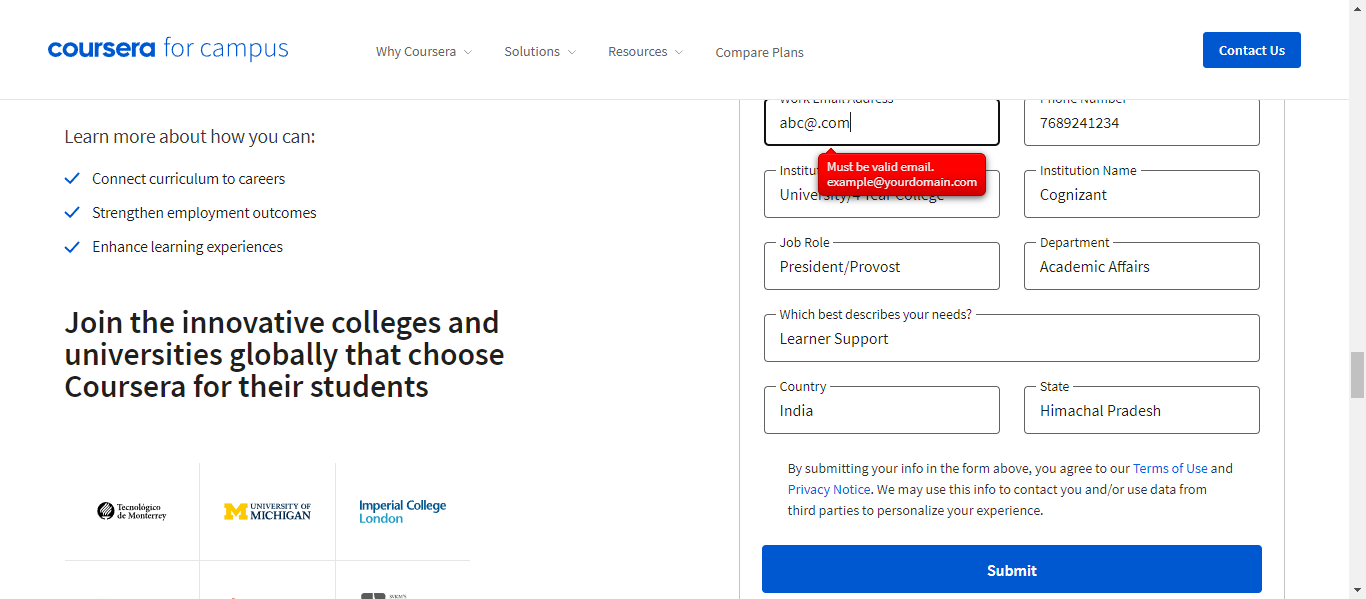 coursera for campus
Why Coursera
Solutions
Resources
Compare Plans
Contact Us
Learn more about how you can:
Connect curriculum to careers
Strengthen employment outcomes
Enhance learning experiences
Join the innovative colleges and
universities globally that choose
Coursera for their students
Tecnológico
de Monterrey
M UNIVERSITY OF
MICHIGAN
Imperial College
London
Work Email Address
abc@.com
Phone Number
7689241234
Must be valid email.
example@yourdomain.com
University/4 Year College
Institution Name
Cognizant
Job Role
President/Provost
Department
Academic Affairs
Which best describes your needs?
Learner Support
Country
India
State
Himachal Pradesh
By submitting your info in the form above, you agree to our Terms of Use and
Privacy Notice. We may use this info to contact you and/or use data from
third parties to personalize your experience.
Submit